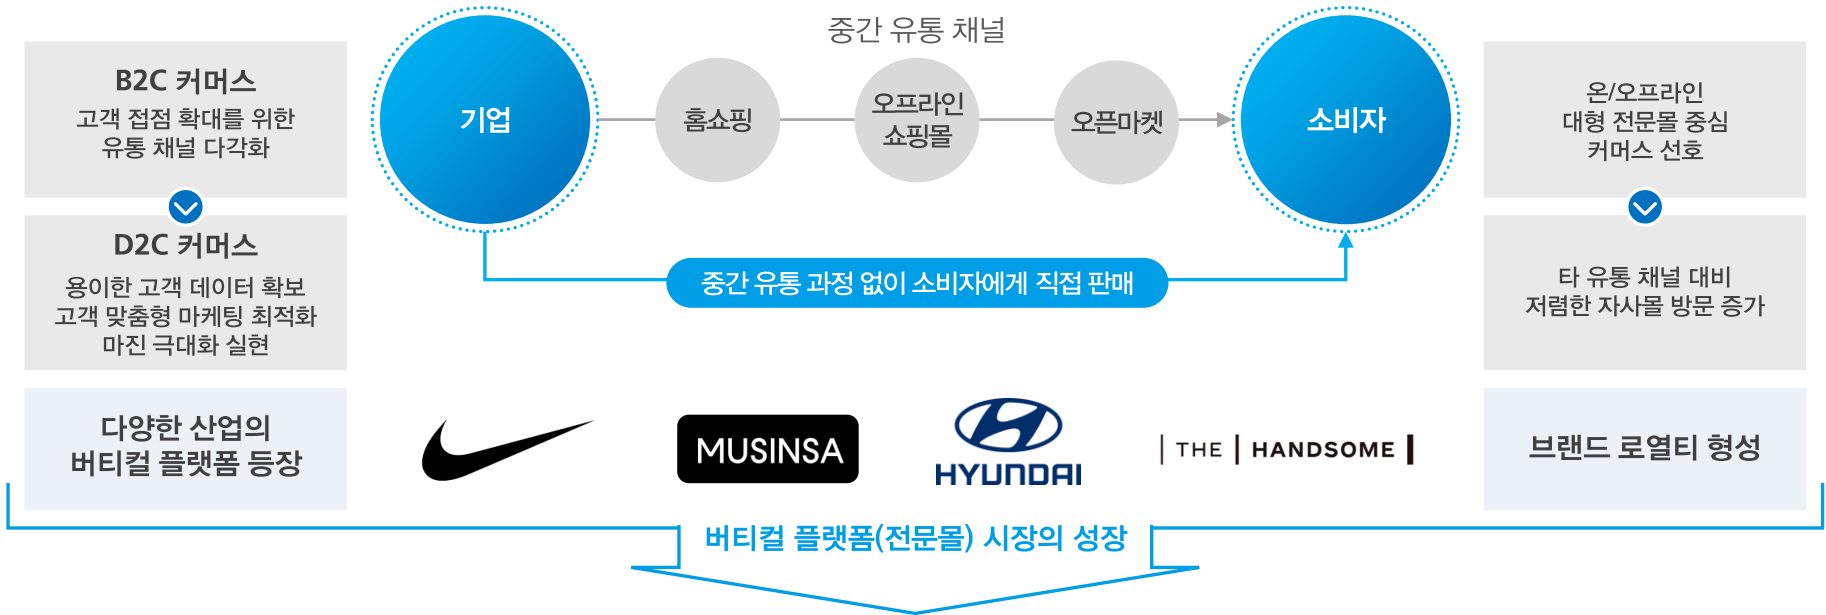 B2C 커머스
고객 접점 확대를 위한
유통 채널 다각화
D2C 커머스
용이한 고객 데이터 확보
고객 맞춤형 마케팅 최적화
마진 극대화 실현
다양한 산업의
버티컬 플랫폼 등장
중간 유통 채널
기업
홈쇼핑
오프라인
쇼핑몰
오픈마켓
소비자
중간 유통 과정 없이 소비자에게 직접 판매
MUSINSA
HYUNDAI
THE HANDSOME
온/오프라인
대형 전문몰 중심
커머스 선호
타 유통 채널 대비
저렴한 자사몰 방문 증가
브랜드 로열티 형성
버티컬 플랫폼(전문몰) 시장의 성장